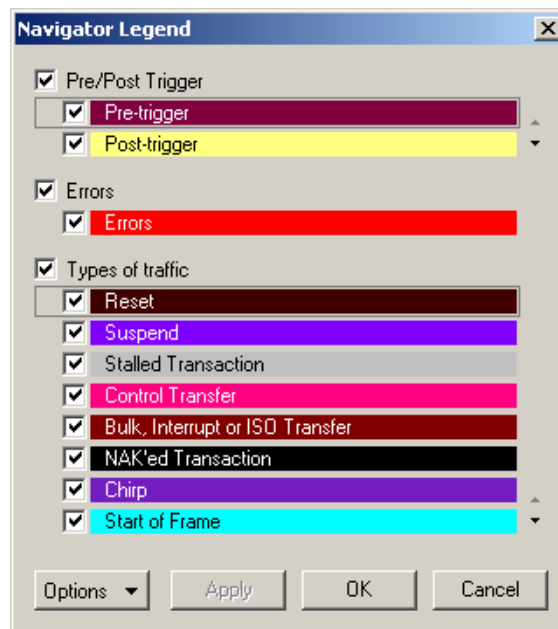 Navigator Legend
Pre/Post Trigger
Pre-trigger
Post-trigger
Errors
Errors
Types of traffic
Reset
Suspend
Stalled Transaction
Control Transfer
Bulk, Interrupt or ISO Transfer
NAK'ed Transaction
Chirp
Start of Frame
Options Apply OK Cancel